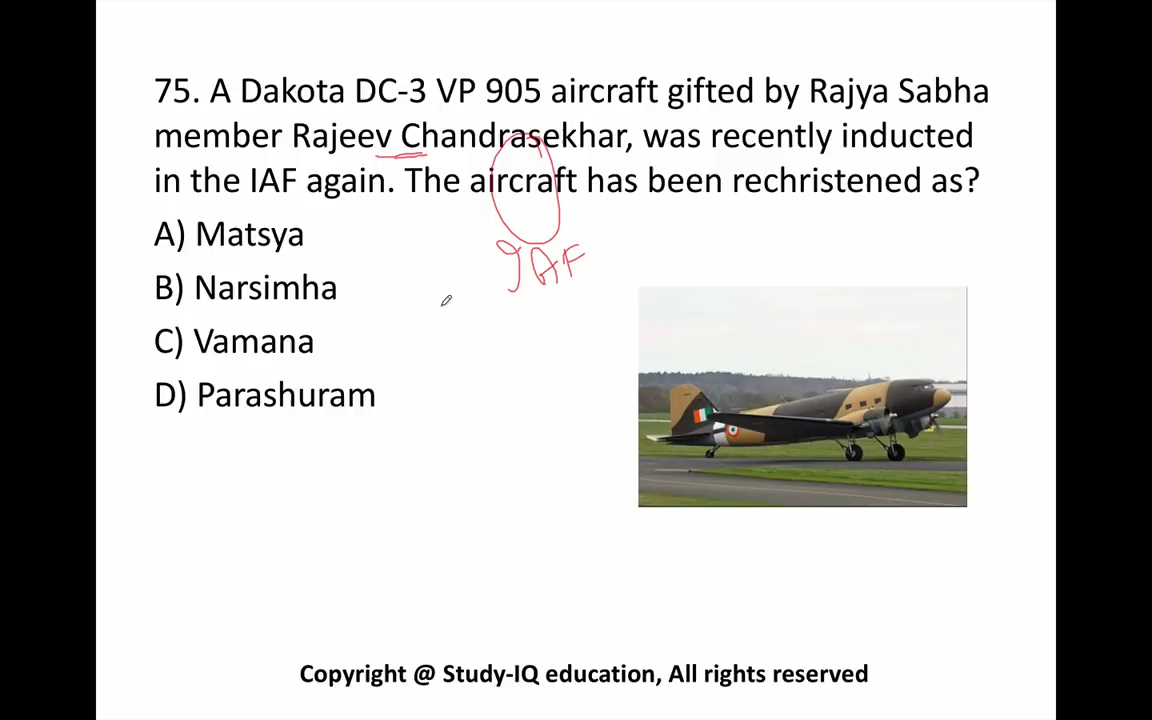 75. A Dakota DC-3 VP 905 aircraft gifted by Rajya Sabha
member Rajeev Chandrasekhar, was recently inducted
in the IAF again. The aircraft has been rechristened as?
A) Matsya
IAF
B) Narsimha
C) Vamana
D) Parashuram
Copyright @ Study-IQ education, All rights reserved